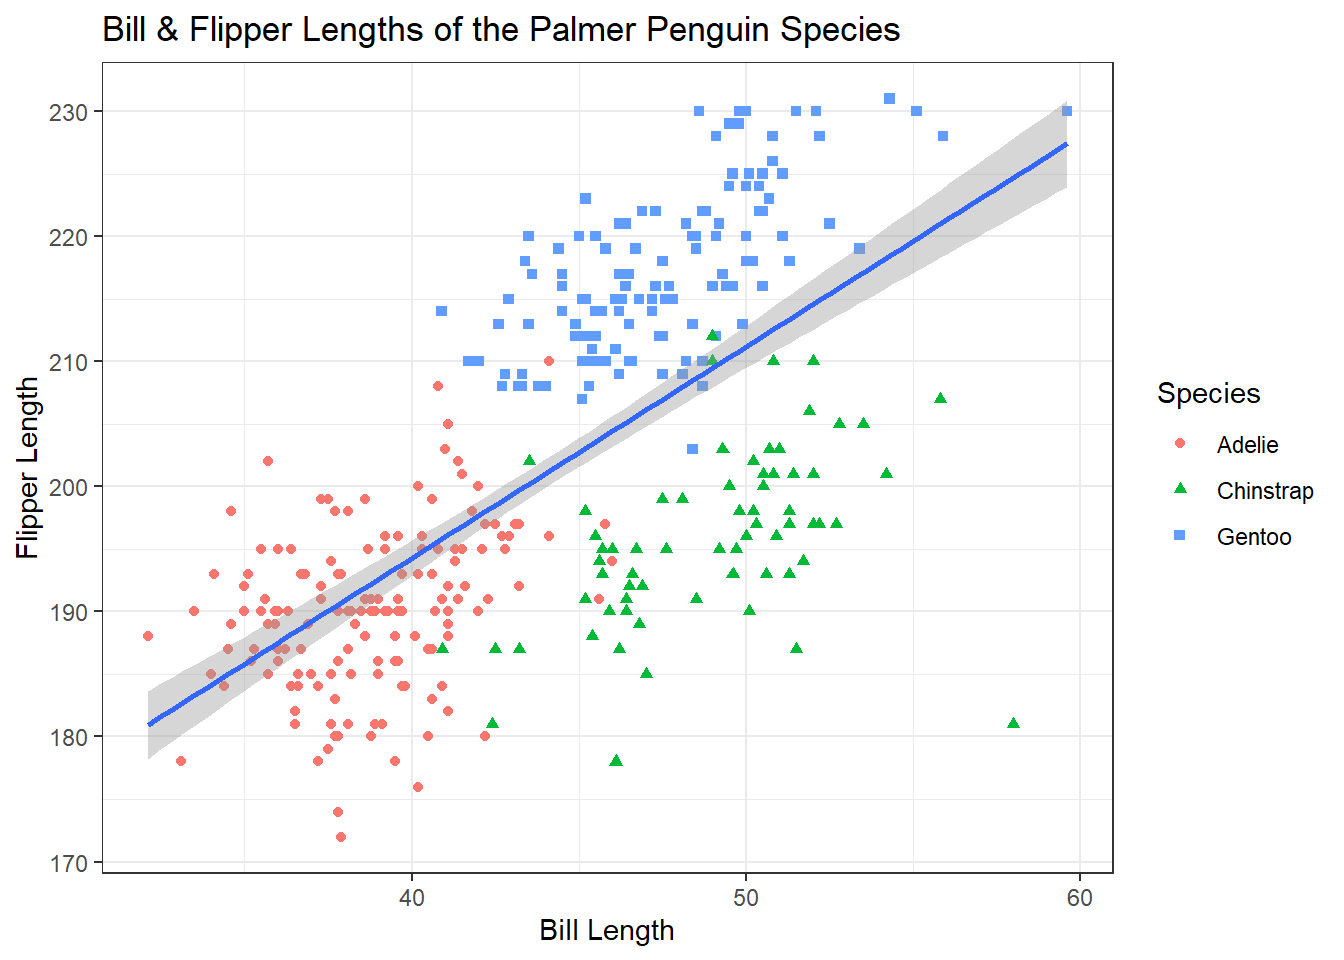 Bill & Flipper Lengths of the Palmer Penguin Species
230
220
210
200
190
180
170
Flipper Length
40
50
60
Bill Length
Species
Adelie
Chinstrap
Gentoo